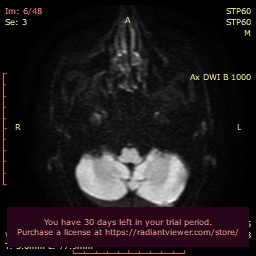 Im: 6/48
Se: 3
A
STP60
STP60
M
Ax DWI B 1000
R
L
You have 30 days left in your trial period.
Purchase a license at https://radiantviewer.com/store/